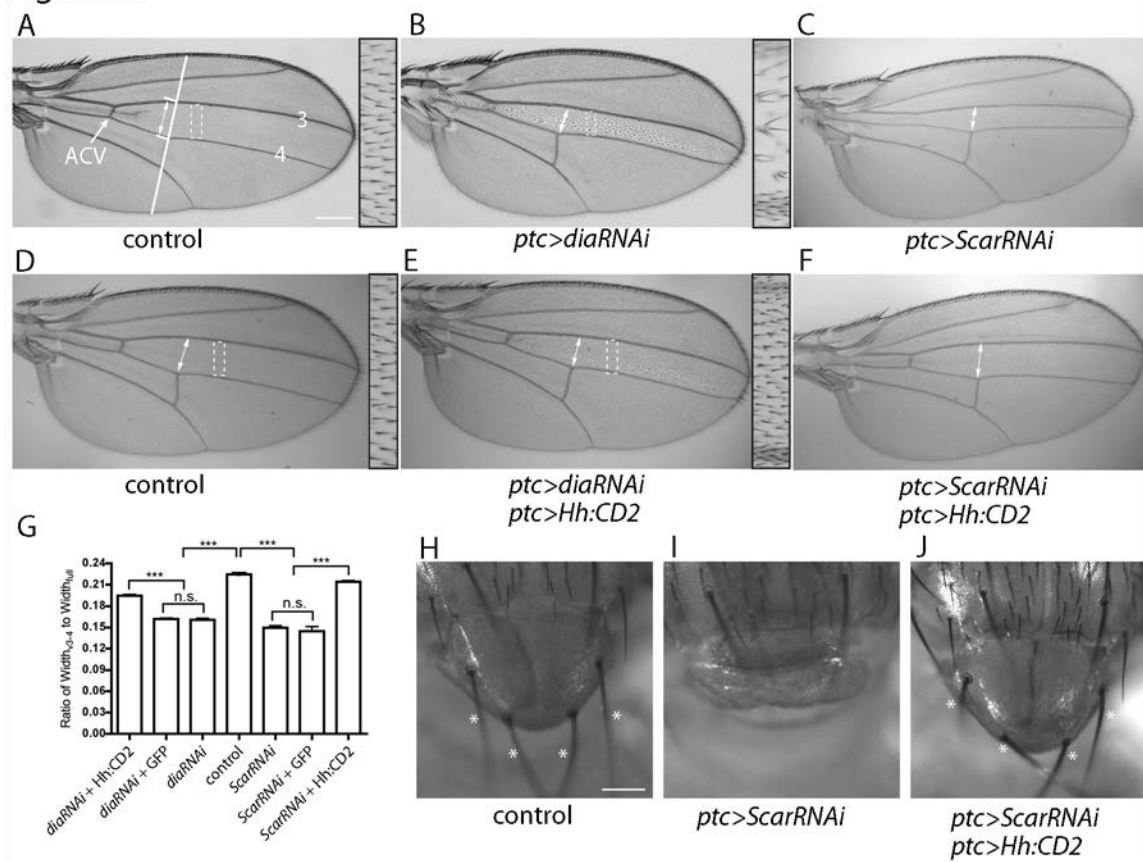 A
B
C
ACV
3
4
control
ptc>diaRNAi
ptc>ScarRNAi
D
E
F
control
ptc>diaRNAi
ptc>Hh:CD2
ptc>ScarRNAi
ptc>Hh:CD2
G
Ratio of Widthv3-4 to Widthfull
0.24
0.21
0.18
0.15
0.12
0.09
0.06
0.03
0.00
***
***
***
***
n.s.
n.s.
diaRNAi + Hh:CD2
diaRNAi + GFP
diaRNAi
control
ScarRNAi
ScarRNAi + GFP
ScarRNAi + Hh:CD2
H
I
J
* * * *
* * * *
control
ptc>ScarRNAi
ptc>ScarRNAi
ptc>Hh:CD2